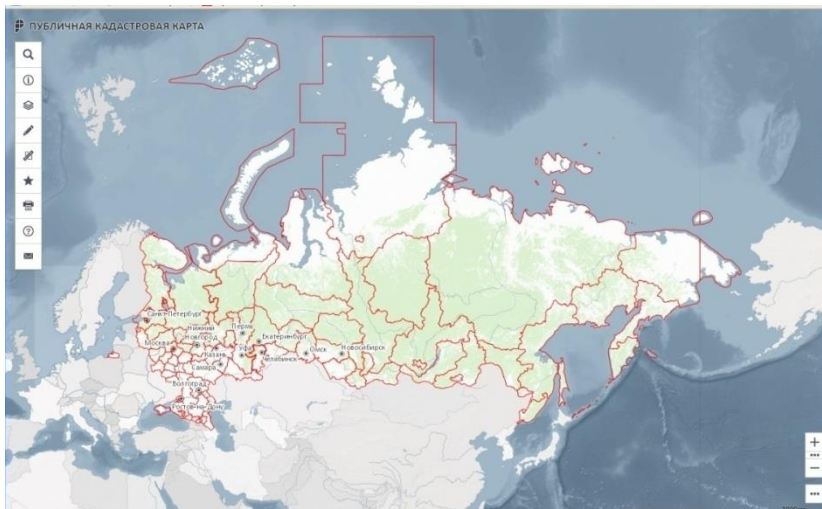 ПУБЛИЧНАЯ КАДАСТРОВАЯ КАРТА
Санкт-Петербург
Нижний
Новгород
Пермь
Екатеринбург
Москва
Казань
Уфа
Челябинск
Омск
Новосибирск
Самара
Волгоград
Ростов-на-Дону